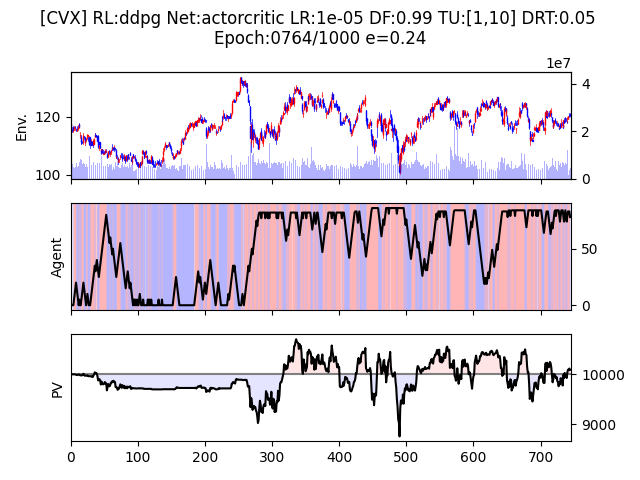 [CVX] RL:ddpg Net:actorcritic LR:1e-05 DF:0.99 TU:[1,10] DRT:0.05
Epoch:0764/1000 e=0.24
1e7
Env.
120
100
4
2
0
Agent
50
0
PV
10000
9000
0 100 200 300 400 500 600 700